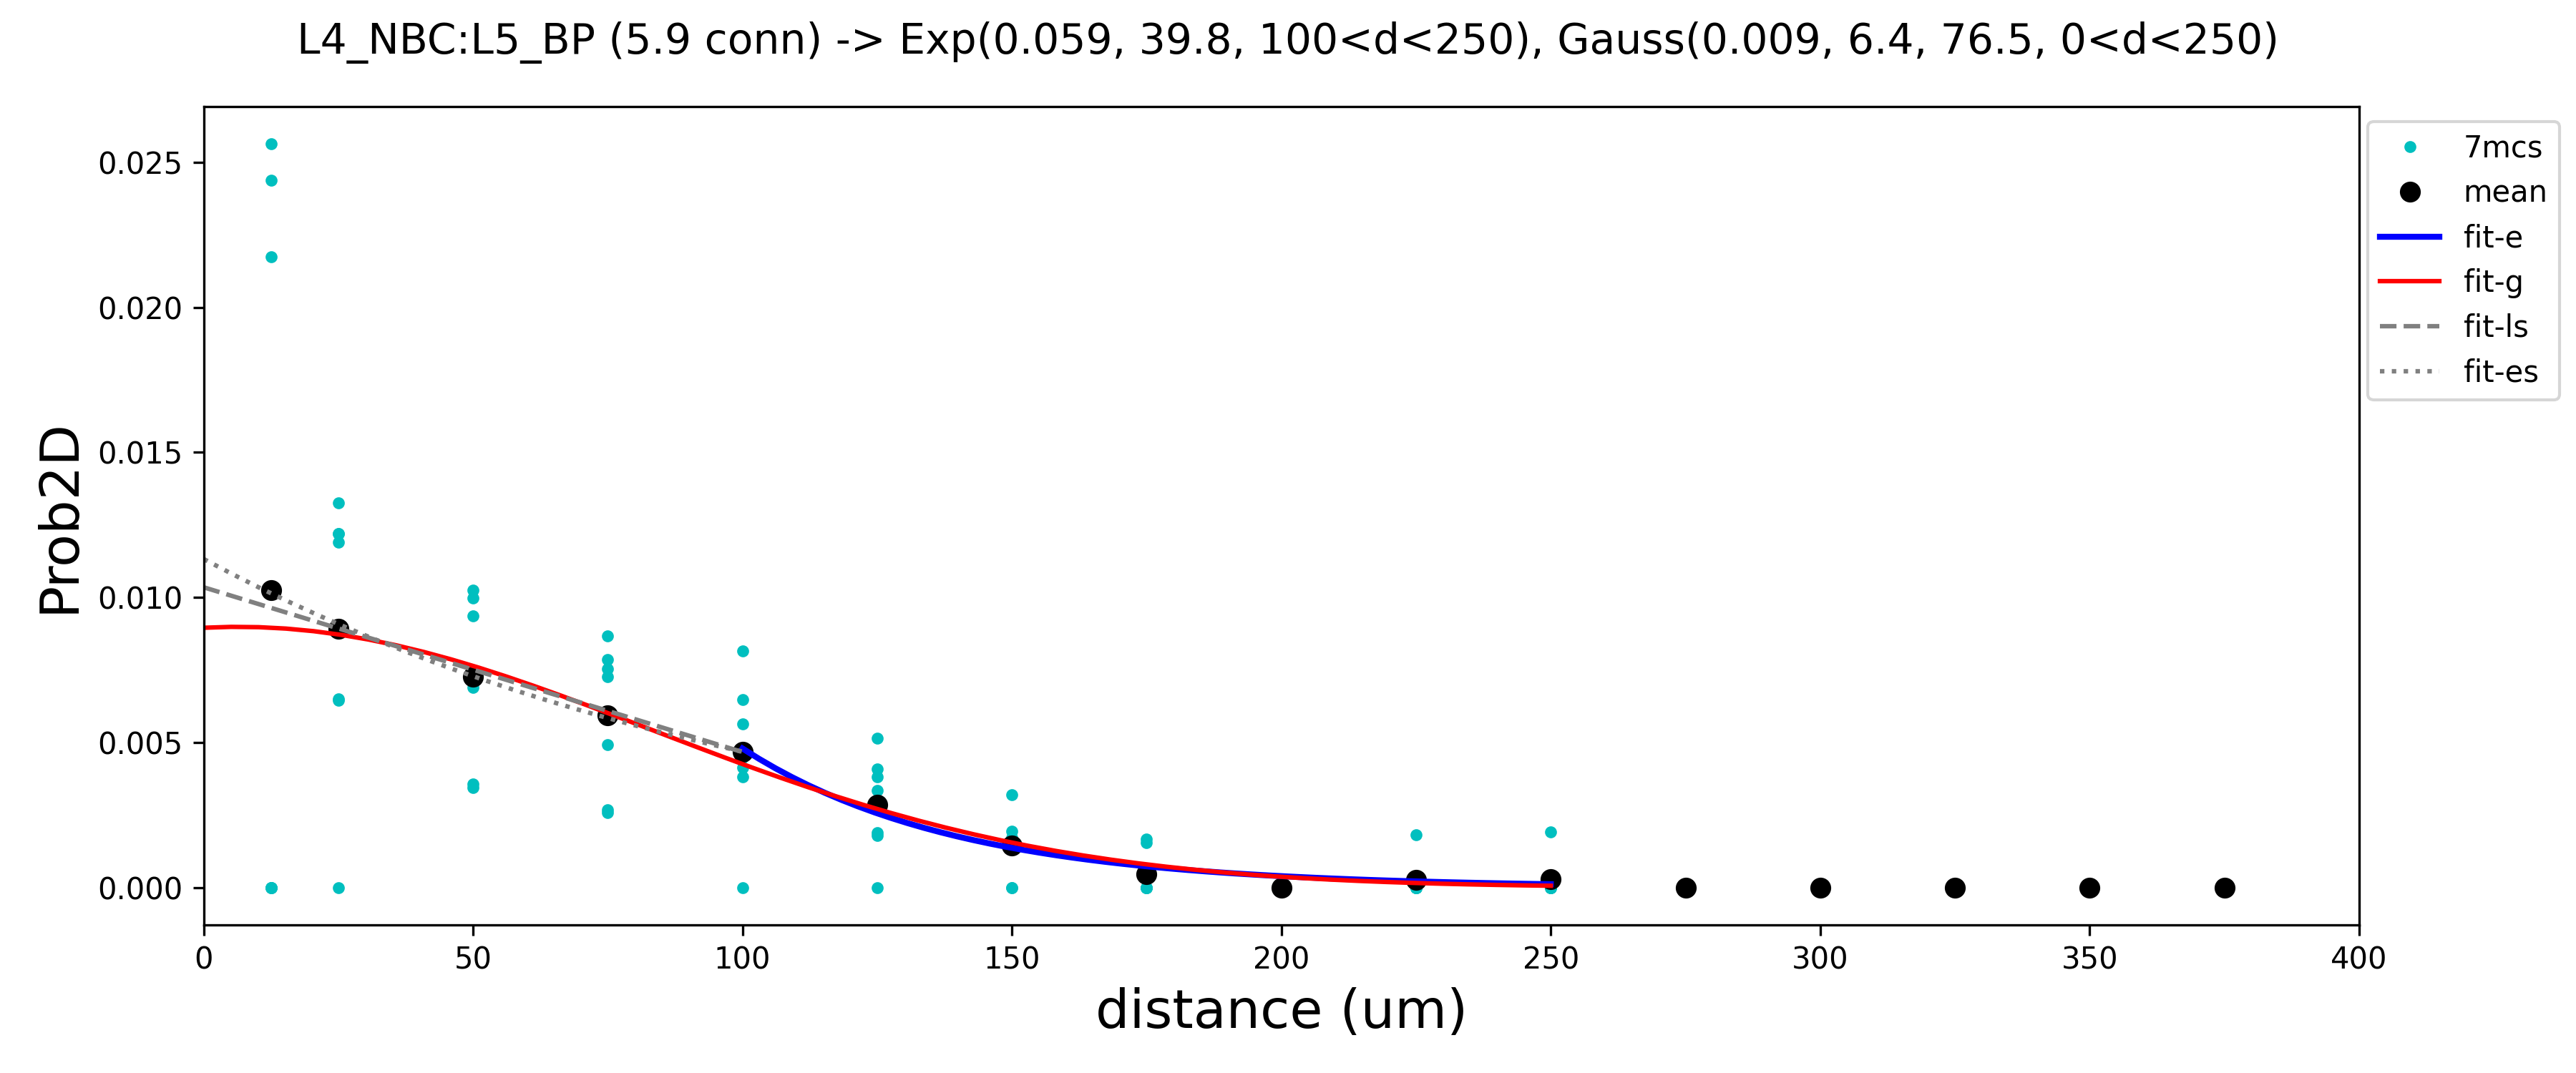 L4_NBC:L5_BP (5.9 conn) -> Exp(0.059, 39.8, 100<d<250), Gauss(0.009, 6.4, 76.5, 0<d<250)
Prob2D
0.025
0.020
0.015
0.010
0.005
0.000
0 50 100 150 200 250 300 350 400
distance (um)
7mcs
mean
fit-e
fit-g
fit-ls
fit-es